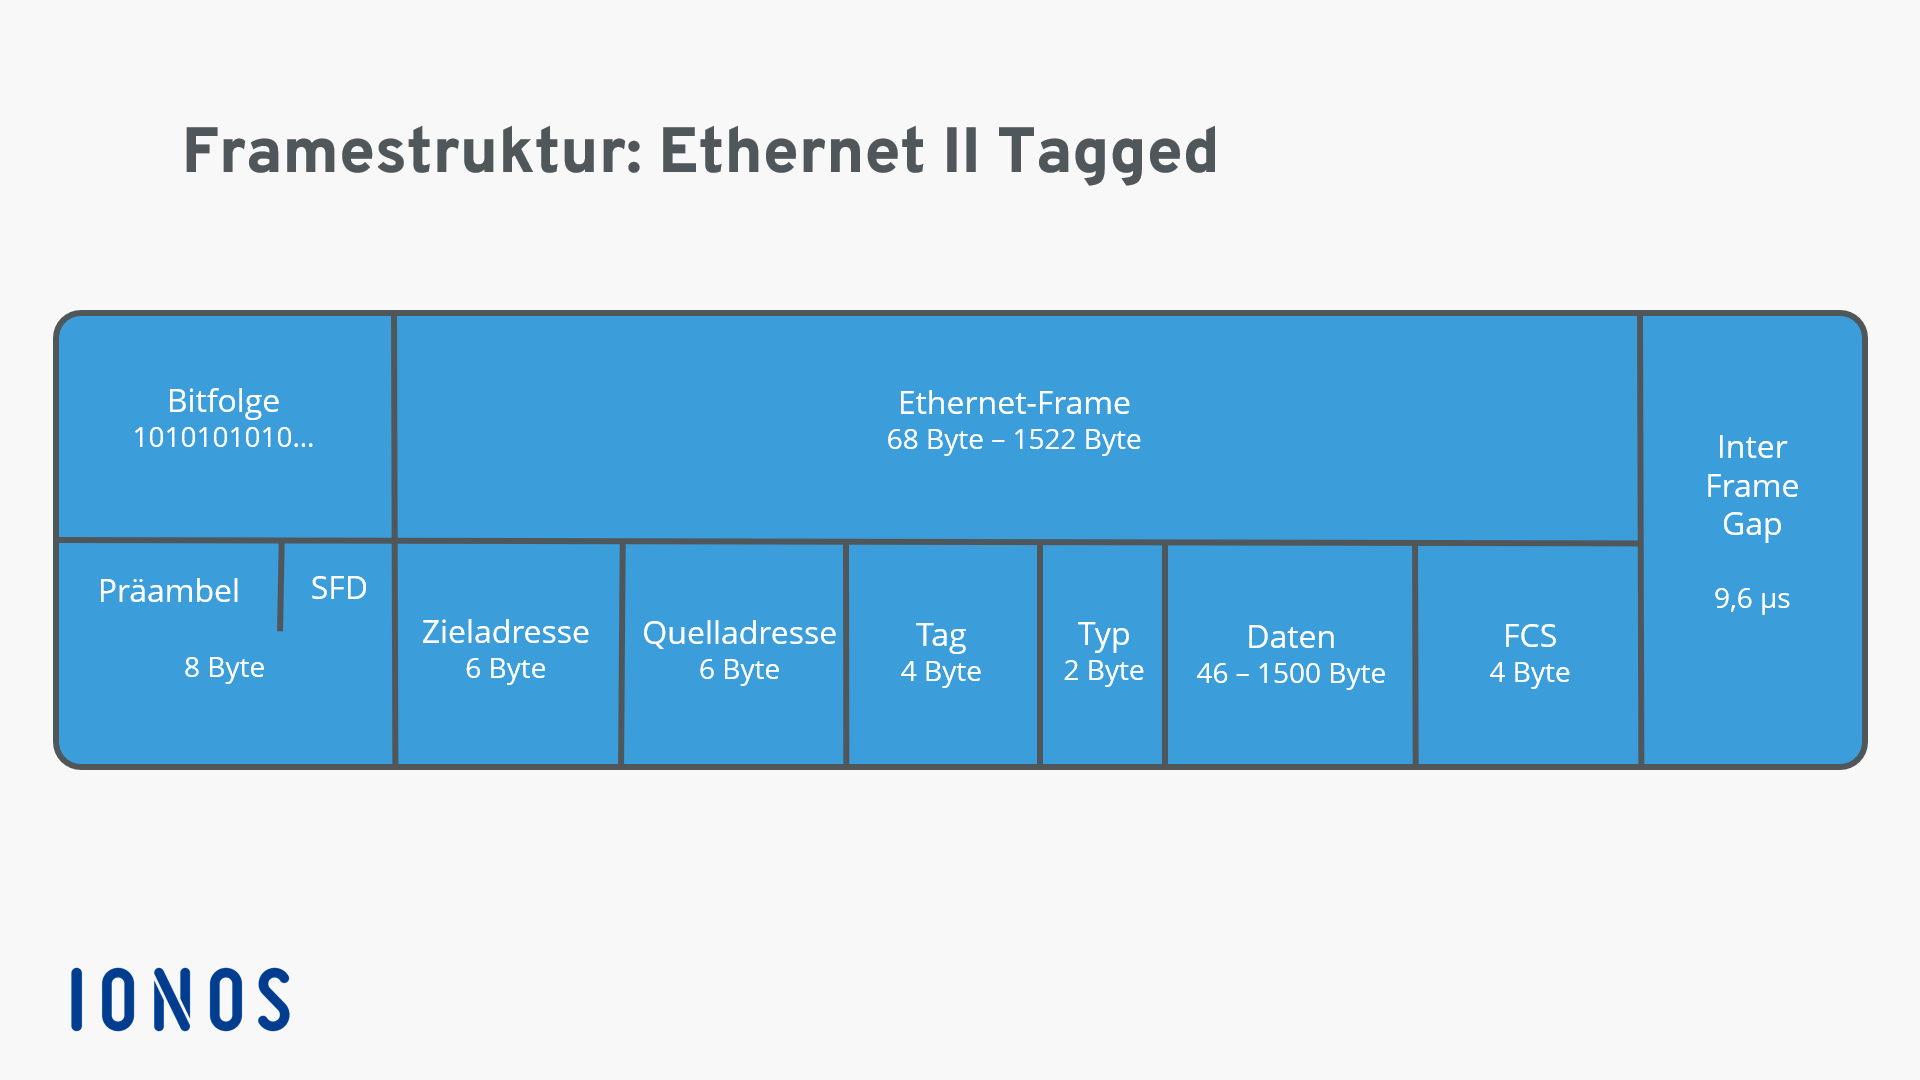 Framestruktur: Ethernet II Tagged
Bitfolge
1010101010...
Ethernet-Frame
68 Byte – 1522 Byte
Inter
Frame
Gap
9,6 µs
Präambel
SFD
8 Byte
Zieladresse
6 Byte
Quelladresse
6 Byte
Tag
4 Byte
Typ
2 Byte
Daten
46 – 1500 Byte
FCS
4 Byte
IONOS